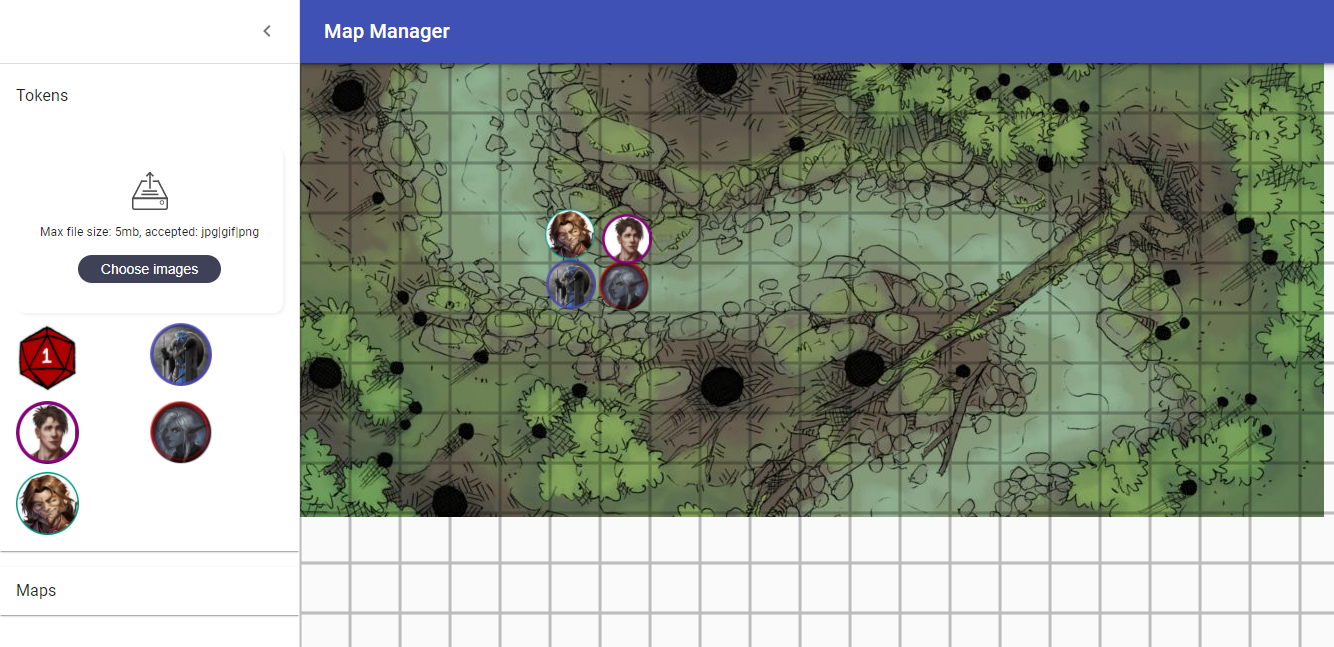 Map Manager
Tokens
Max file size: 5mb, accepted: jpg|gif|png
Choose images
1
Maps